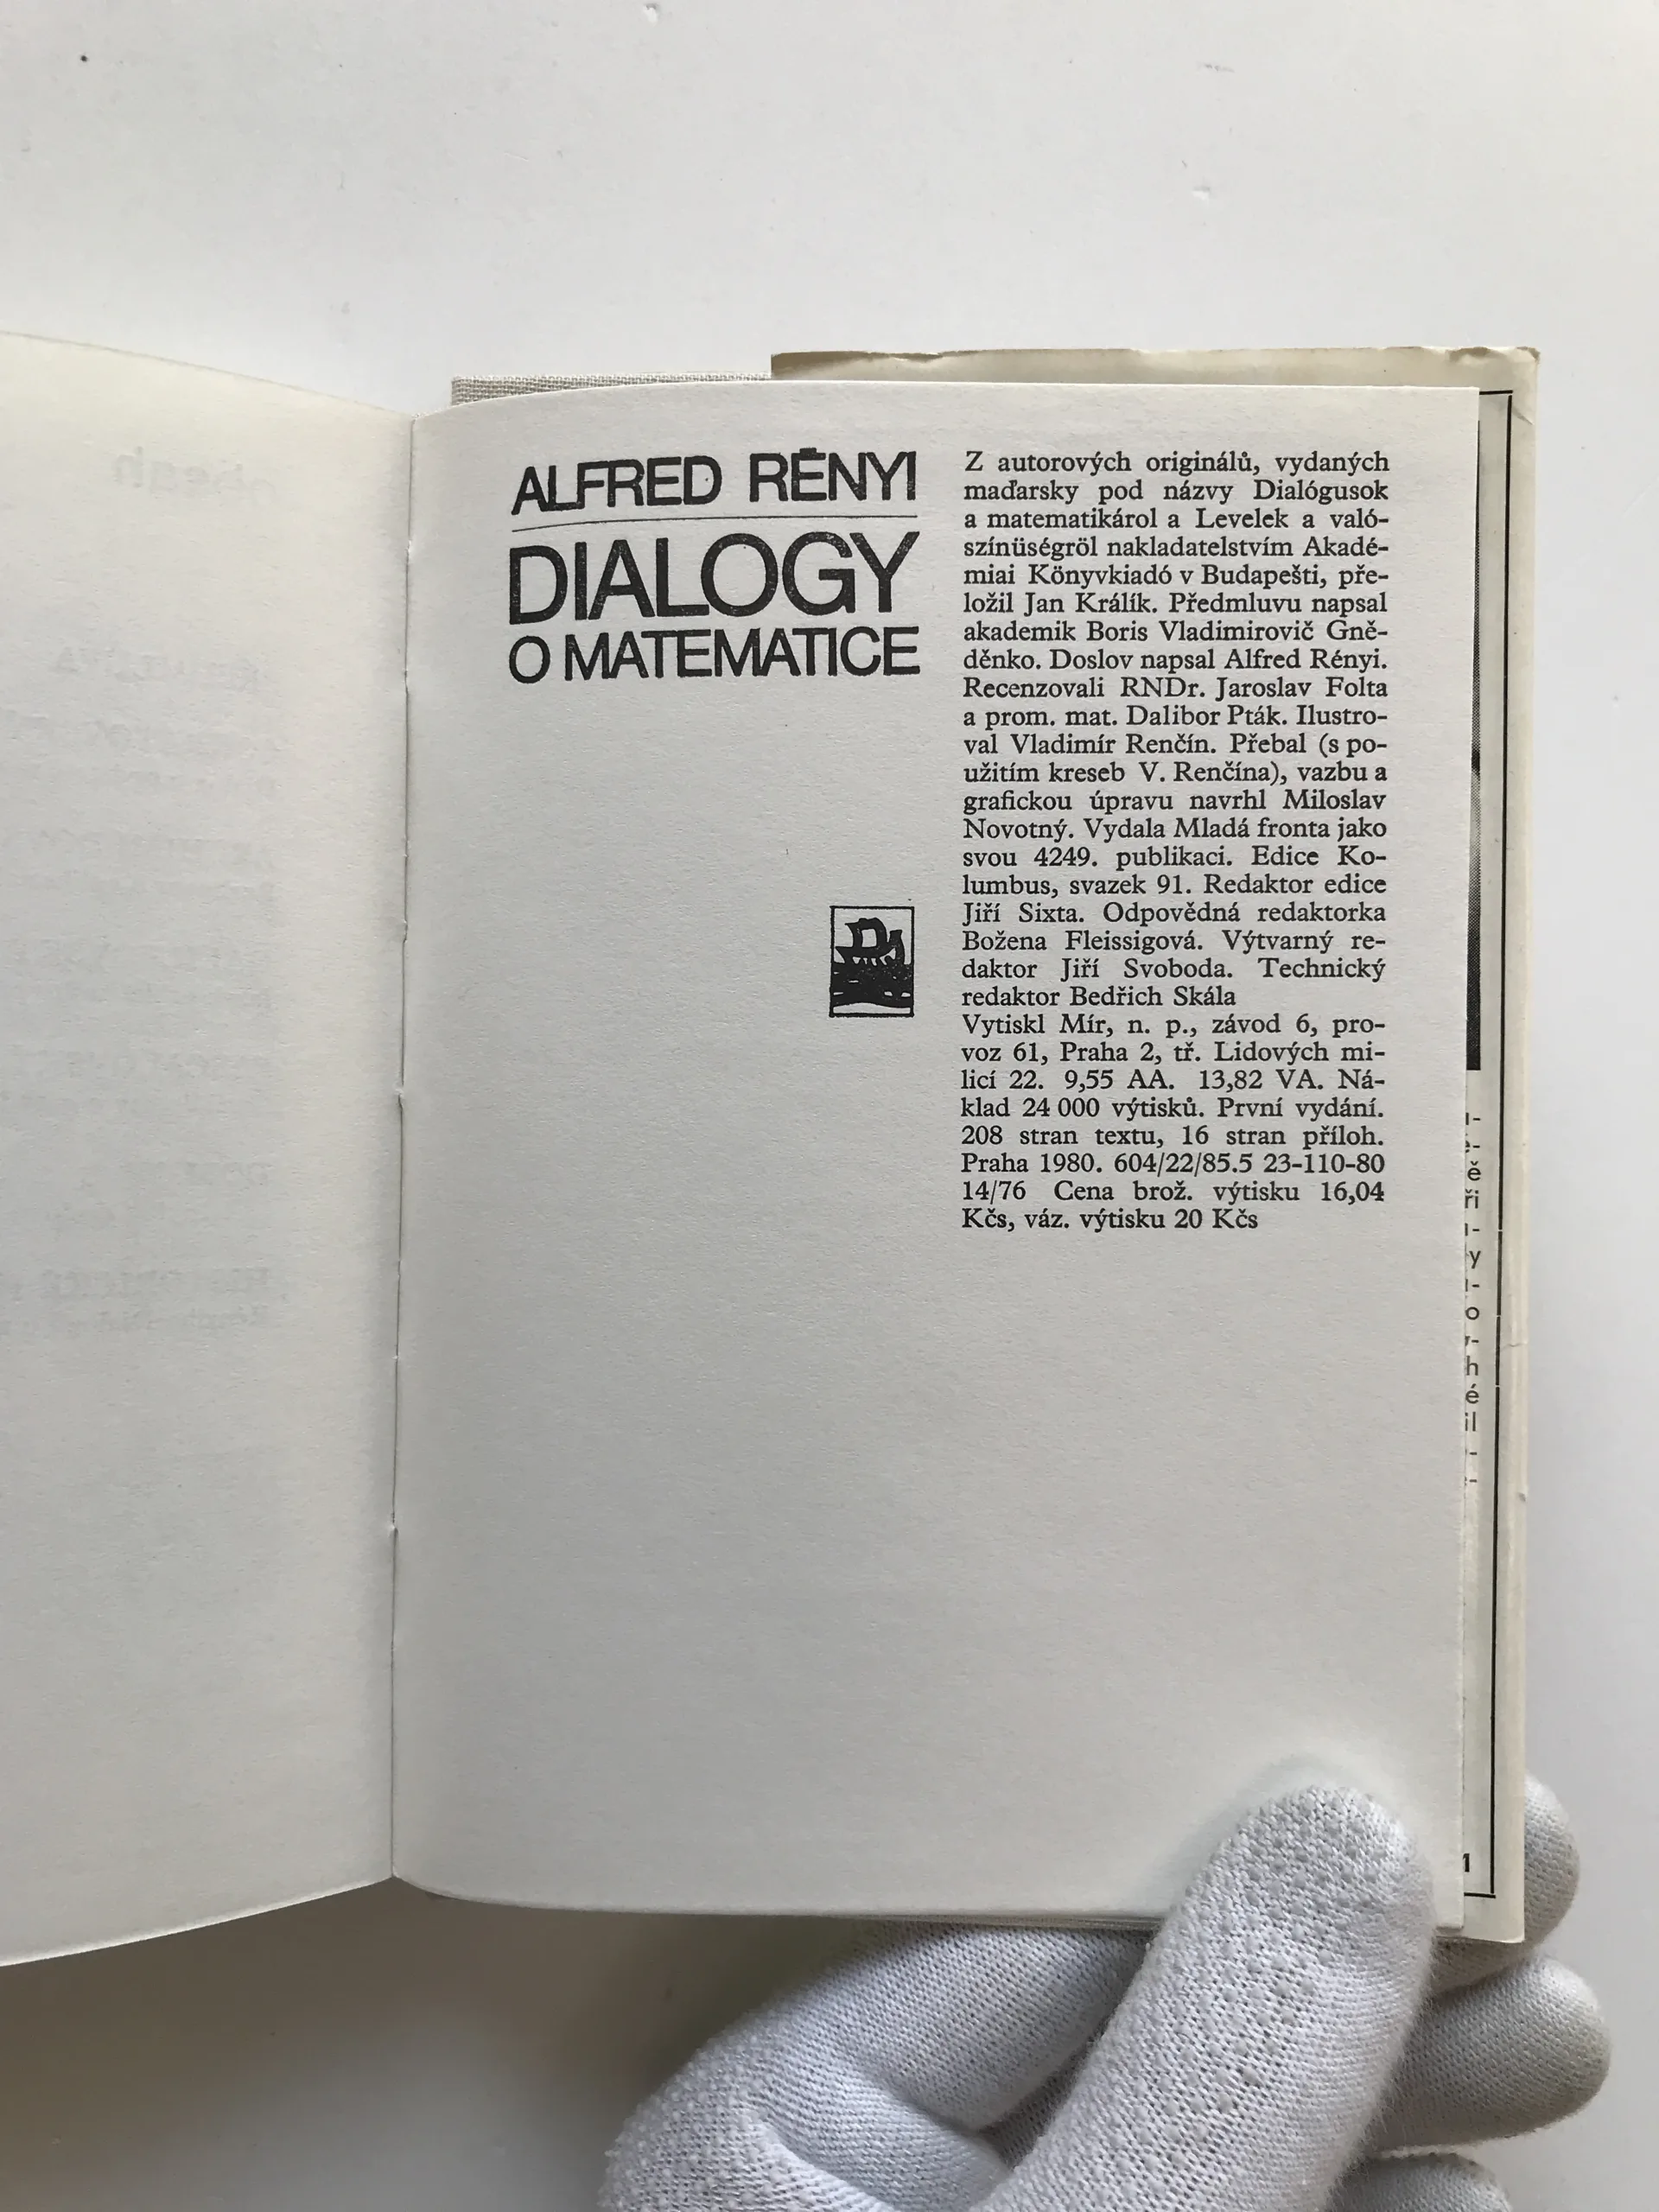 ALFRED RÉNYI
DIALOGY
O MATEMATICE
Z autorových originálů, vydaných
maďarsky pod názvy Dialógusok
a matematikárol a Levelek a való-
színüségröl nakladatelstvím Akadé-
miai Könyvkiadó v Budapešti, pře-
ložil Jan Králík. Předmluvu napsal
akademik Boris Vladimirovič Gně-
děnko. Doslov napsal Alfred Rényi.
Recenzovali RNDr. Jaroslav Folta
a prom. mat. Dalibor Pták. Ilustro-
val Vladimír Renčín. Přebal (s po-
užitím kreseb V. Renčína), vazbu a
grafickou úpravu navrhl Miloslav
Novotný. Vydala Mladá fronta jako
svou 4249. publikaci. Edice Ko-
lumbus, svazek 91. Redaktor edice
Jiří Sixta. Odpovědná redaktorka
Božena Fleissigová. Výtvarný re-
daktor Jiří Svoboda. Technický
redaktor Bedřich Skála
Vytiskl Mír, n. p., závod 6, pro-
voz 61, Praha 2, tř. Lidových mi-
licí 22. 9,55 AA. 13,82 VA. Ná-
klad 24 000 výtisků. První vydání.
208 stran textu, 16 stran příloh.
Praha 1980. 604/22/85.5 23-110-80
14/76 Cena brož. výtisku 16,04
Kčs, váz. výtisku 20 Kčs